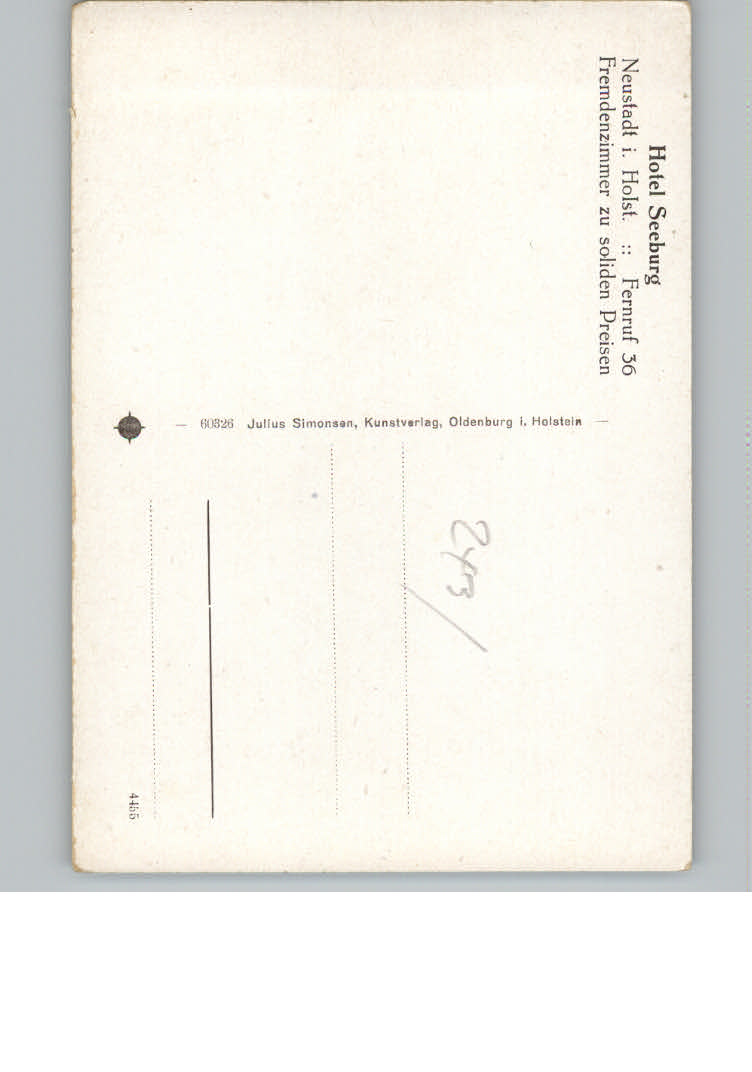 Hotel Seeburg
Neustadt i. Holst. :: Fernruf 36
Fremdenzimmer zu soliden Preisen
— 60326 Julius Simonsen, Kunstverlag, Oldenburg i. Holstein —
4455